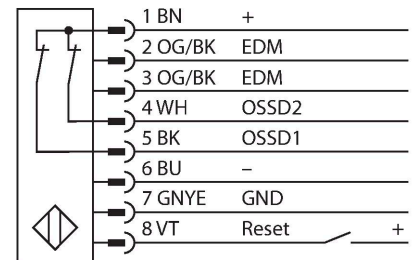 1 BN +
2 OG/BK EDM
3 OG/BK EDM
4 WH OSSD2
5 BK OSSD1
6 BU –
7 GNYE GND
8 VT Reset +